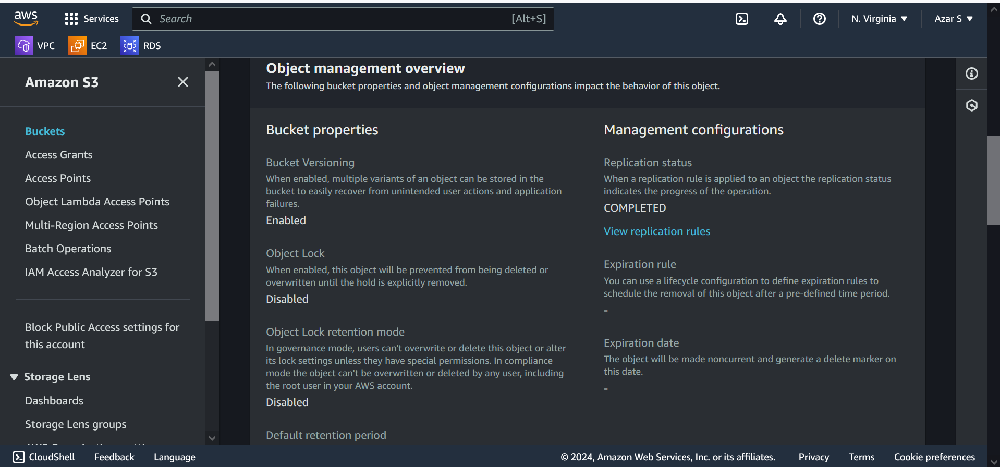 aws
Services
Search
[Alt+S]
N. Virginia
Azar S
VPC
EC2
RDS
Amazon S3
Buckets
Access Grants
Access Points
Object Lambda Access Points
Multi-Region Access Points
Batch Operations
IAM Access Analyzer for S3
Block Public Access settings for
this account
Storage Lens
Dashboards
Storage Lens groups
Object management overview
The following bucket properties and object management configurations impact the behavior of this object.
Bucket properties
Bucket Versioning
When enabled, multiple variants of an object can be stored in the
bucket to easily recover from unintended user actions and application
failures.
Enabled
Object Lock
When enabled, this object will be prevented from being deleted or
overwritten until the hold is explicitly removed.
Disabled
Object Lock retention mode
In governance mode, users can't overwrite or delete this object or alter
its lock settings unless they have special permissions. In compliance
mode the object can't be overwritten or deleted by any user, including
the root user in your AWS account.
Disabled
Default retention period
Management configurations
Replication status
When a replication rule is applied to an object the replication status
indicates the progress of the operation.
COMPLETED
View replication rules
Expiration rule
You can use a lifecycle configuration to define expiration rules to
schedule the removal of this object after a pre-defined time period.
-
Expiration date
The object will be made noncurrent and generate a delete marker on
this date.
-
CloudShell
Feedback
Language
© 2024, Amazon Web Services, Inc. or its affiliates.
Privacy
Terms
Cookie preferences